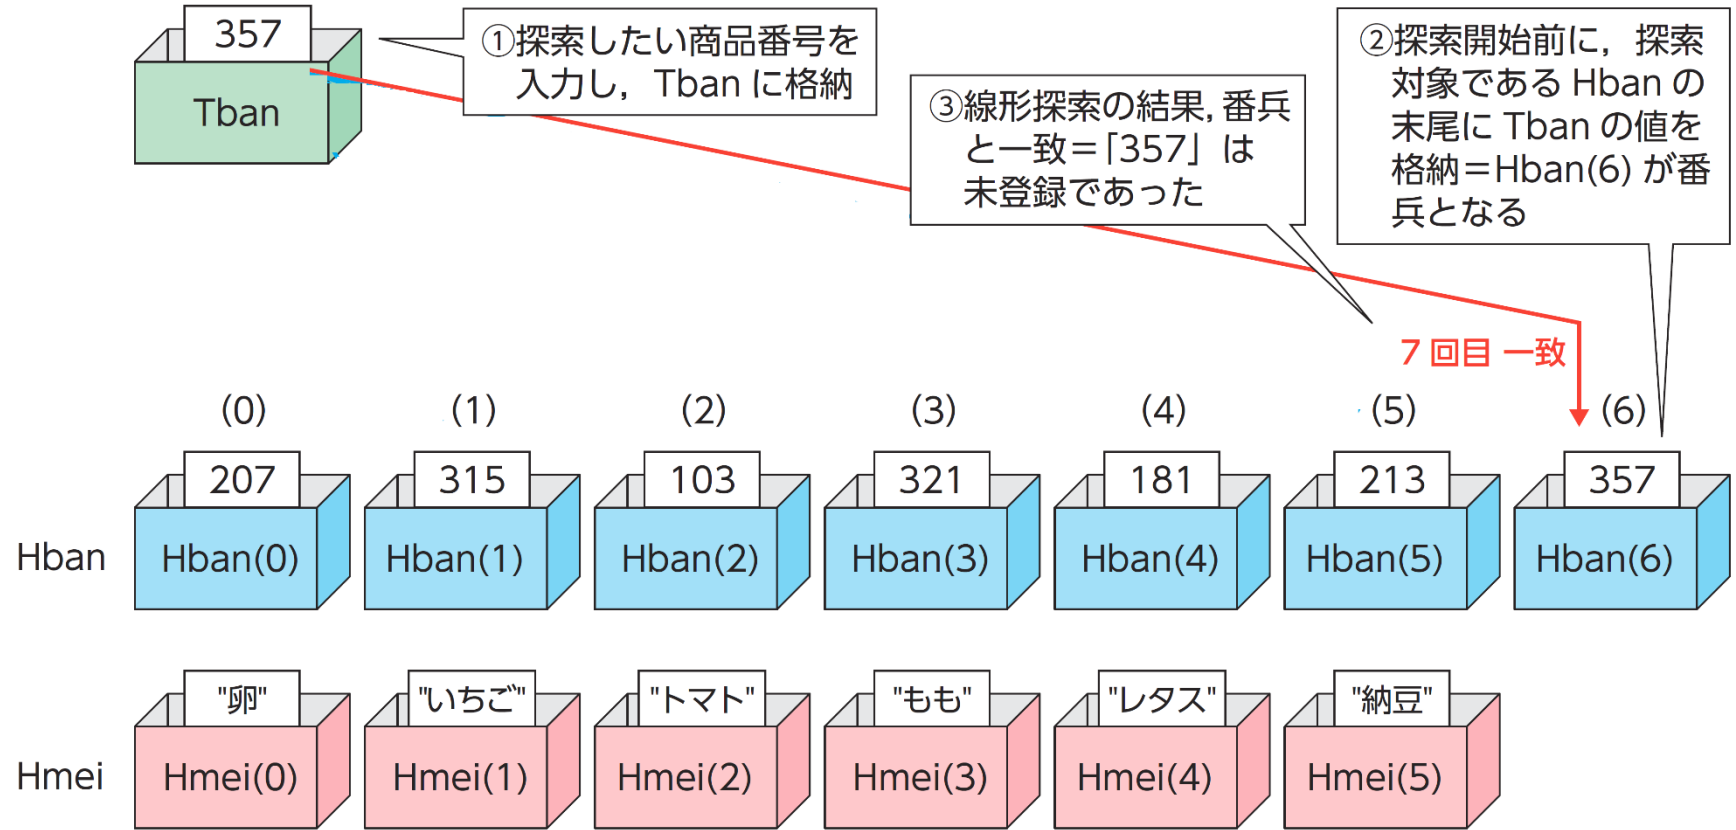 357
Tban
①探索したい商品番号を
入力し，Tban に格納
③線形探索の結果，番兵
と一致＝「357」は
未登録であった
②探索開始前に，探索
対象である Hban の
末尾に Tban の値を
格納＝Hban(6) が番
兵となる
7 回目 一致
(0) (1) (2) (3) (4) (5) (6)
207 315 103 321 181 213 357
Hban Hban(0) Hban(1) Hban(2) Hban(3) Hban(4) Hban(5) Hban(6)
"卵" "いちご" "トマト" "もも" "レタス" "納豆"
Hmei Hmei(0) Hmei(1) Hmei(2) Hmei(3) Hmei(4) Hmei(5)